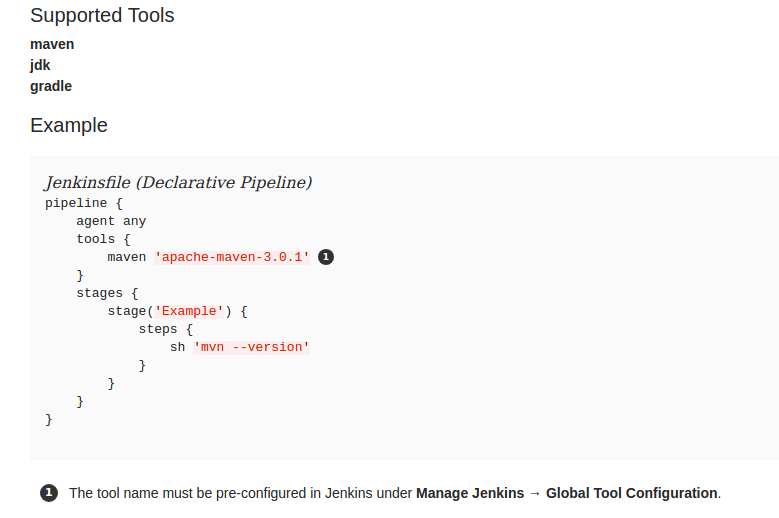 Supported Tools
maven
jdk
gradle
Example
Jenkinsfile (Declarative Pipeline)
pipeline {
    agent any
    tools {
        maven 'apache-maven-3.0.1' 1
    }
    stages {
        stage('Example') {
            steps {
                sh 'mvn --version'
            }
        }
    }
}
1 The tool name must be pre-configured in Jenkins under Manage Jenkins → Global Tool Configuration.